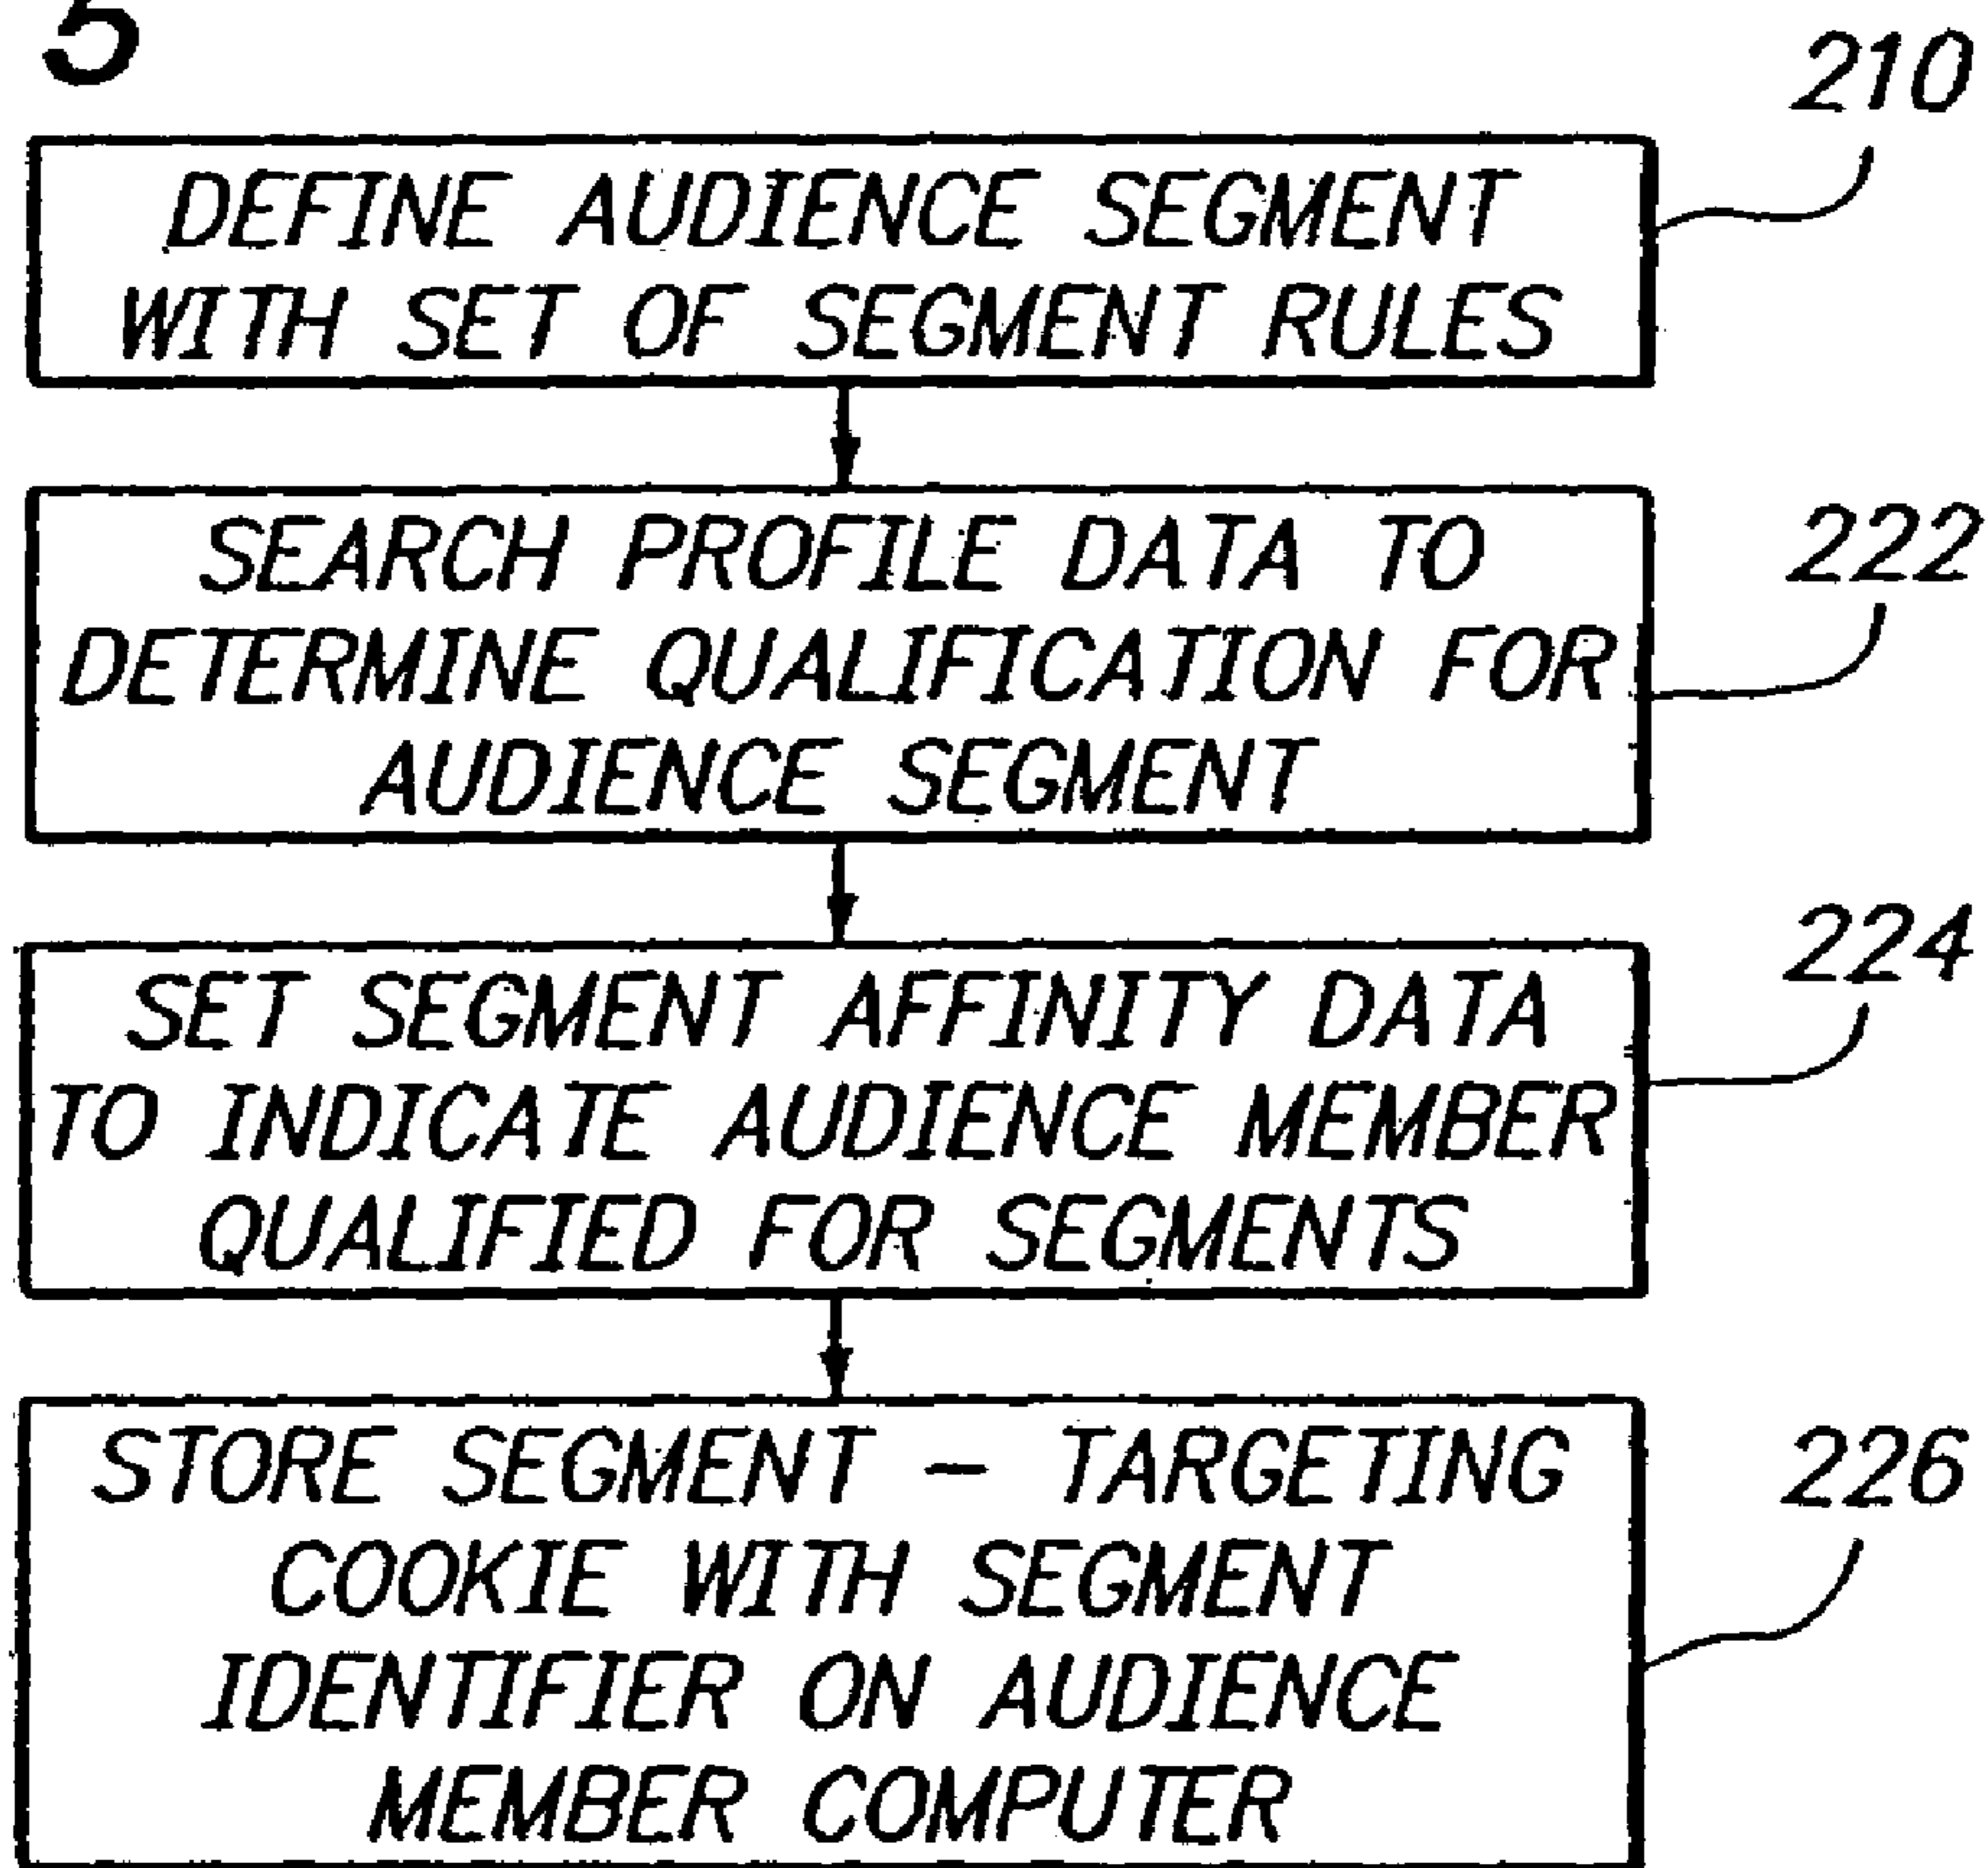 5
210
DEFINE AUDIENCE SEGMENT
WITH SET OF SEGMENT RULES
222
SEARCH PROFILE DATA TO
DETERMINE QUALIFICATION FOR
AUDIENCE SEGMENT
224
SET SEGMENT AFFINITY DATA
TO INDICATE AUDIENCE MEMBER
QUALIFIED FOR SEGMENTS
226
STORE SEGMENT - TARGETING
COOKIE WITH SEGMENT
IDENTIFIER ON AUDIENCE
MEMBER COMPUTER